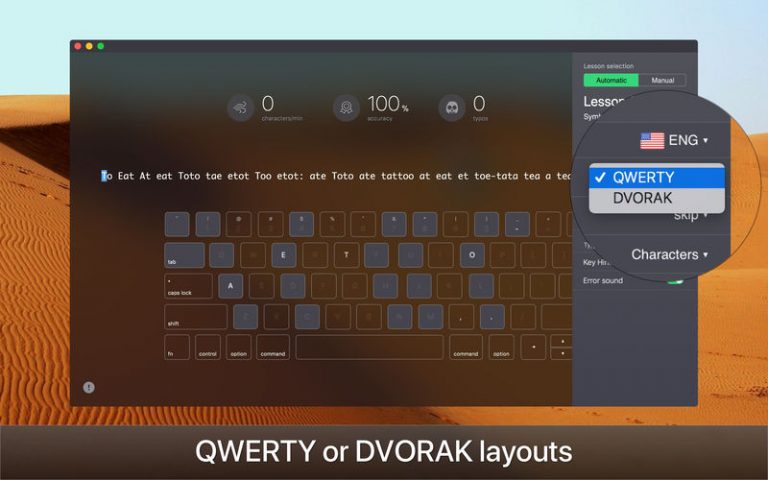 Lesson selection
Automatic Manual
Lesson
0 100% 0
characters/min accuracy typos
ENG
QWERTY
DVORAK
Skip
Characters
Key
Error sound
To Eat At eat Toto tae etot Too etot: ate Toto ate tattoo at eat et toe-tata tea a tea
tab E T O
caps lock A
shift , .
fn control option command command option
QWERTY or DVORAK layouts